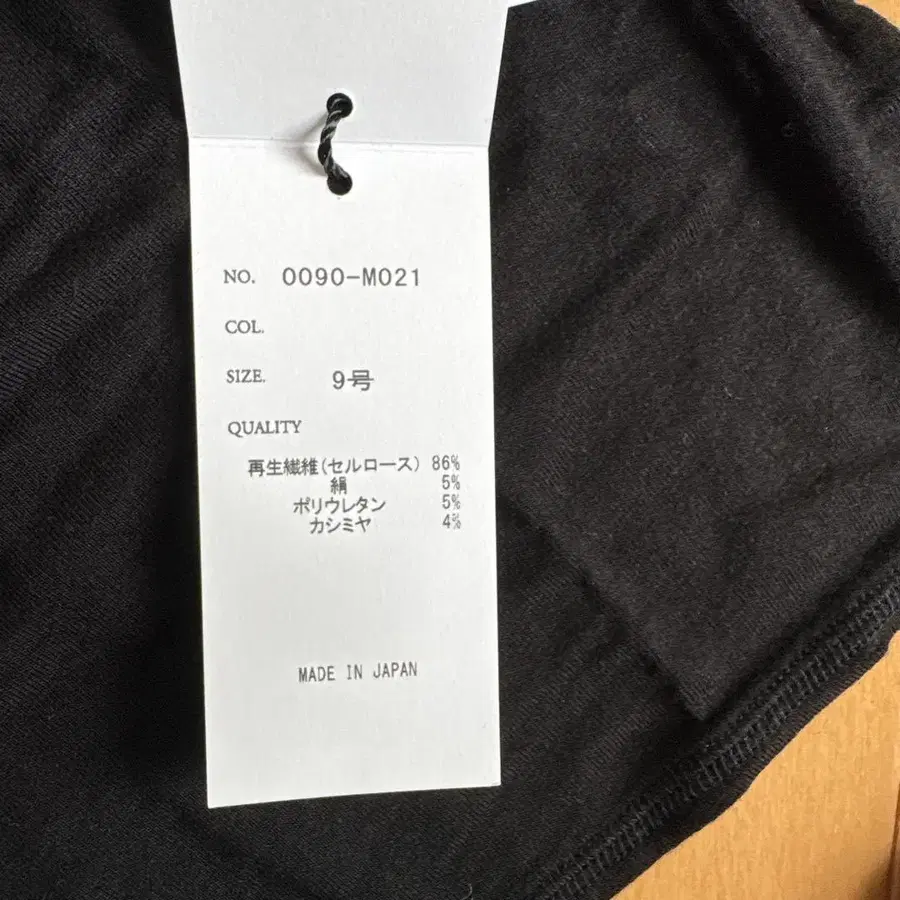 NO. 0090-M021
COL.
SIZE. 9号
QUALITY
再生繊維(セルロース) 86%
絹 5%
ポリウレタン 5%
カシミヤ 4%
MADE IN JAPAN